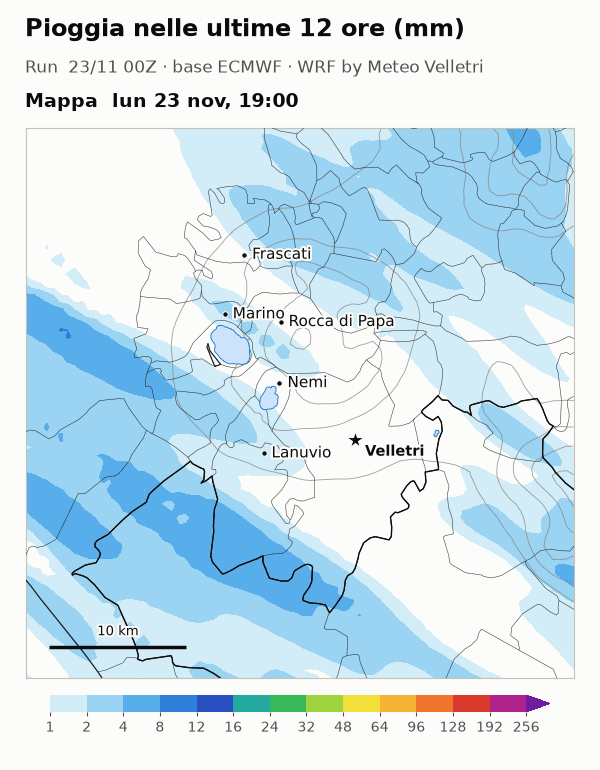 Pioggia nelle ultime 12 ore (mm)
Run  23/11 00Z · base ECMWF · WRF by Meteo Velletri
Mappa  lun 23 nov, 19:00
Frascati
Marino
Rocca di Papa
Nemi
Velletri
Lanuvio
10 km
1 2 4 8 12 16 24 32 42 48 64 96 128 192 256